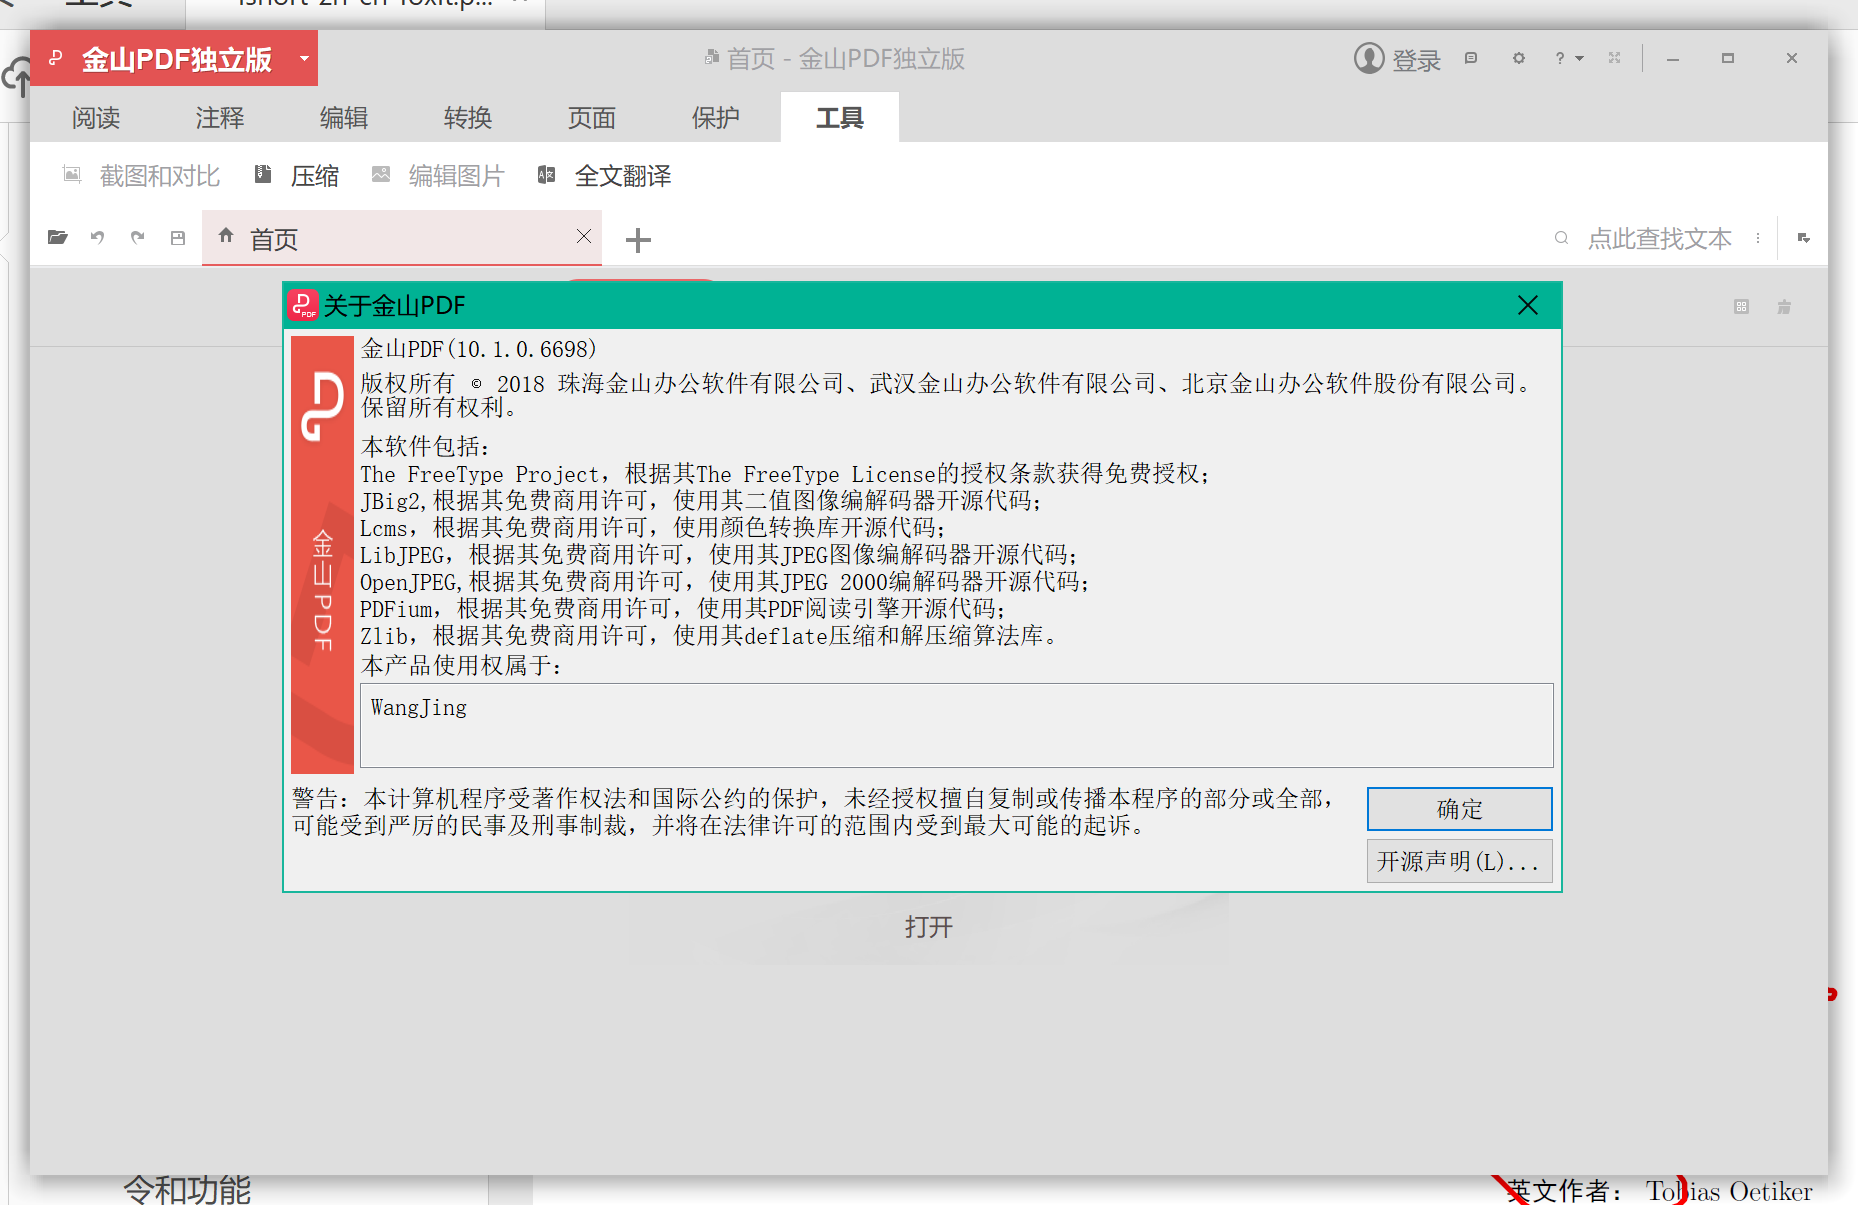 金山PDF独立版
首页 - 金山PDF独立版
登录
阅读 注释 编辑 转换 页面 保护 工具
截图和对比 压缩 编辑图片 全文翻译
首页
点此查找文本
关于金山PDF
金山PDF(10.1.0.6698)
版权所有 © 2018 珠海金山办公软件有限公司、武汉金山办公软件有限公司、北京金山办公软件股份有限公司。
保留所有权利。
本软件包括：
The FreeType Project，根据其The FreeType License的授权条款获得免费授权；
JBig2,根据其免费商用许可，使用其二值图像编解码器开源代码；
Lcms，根据其免费商用许可，使用颜色转换库开源代码；
LibJPEG，根据其免费商用许可，使用其JPEG图像编解码器开源代码；
OpenJPEG,根据其免费商用许可，使用其JPEG 2000编解码器开源代码；
PDFium，根据其免费商用许可，使用其PDF阅读引擎开源代码；
Zlib，根据其免费商用许可，使用其deflate压缩和解压缩算法库。
本产品使用权属于：
WangJing
金山PDF
警告：本计算机程序受著作权法和国际公约的保护，未经授权擅自复制或传播本程序的部分或全部，
可能受到严厉的民事及刑事制裁，并将在法律许可的范围内受到最大可能的起诉。
确定
开源声明(L)...
打开
令和功能
英文作者： Tobias Oetiker